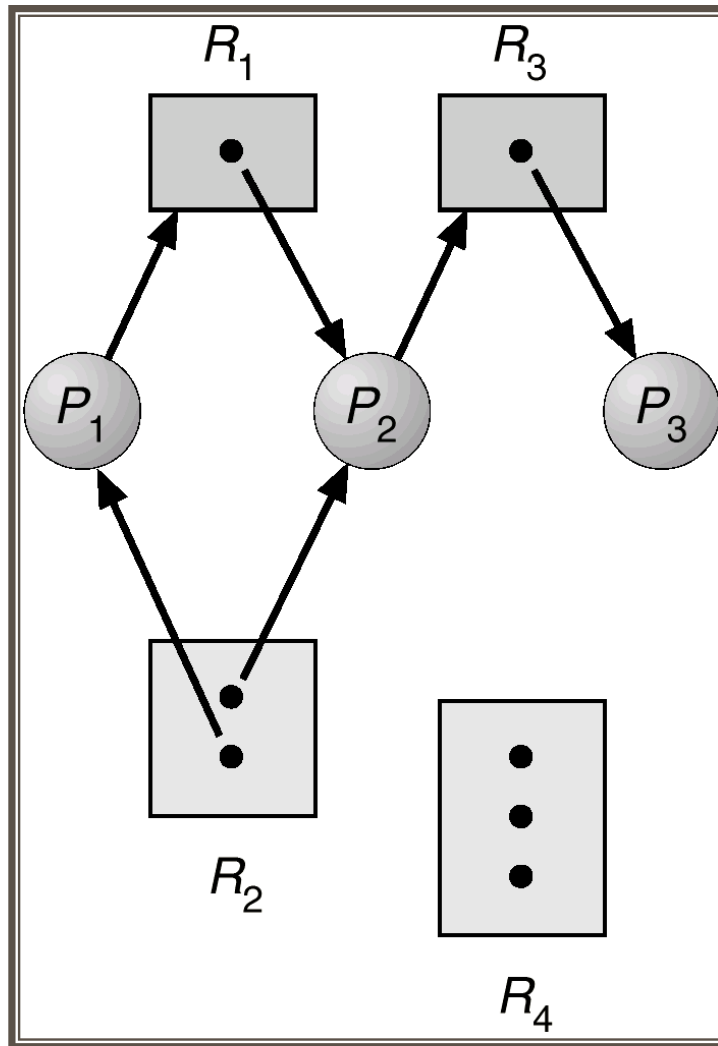 R₁ R₃
P₁ P₂ P₃
R₂
R₄